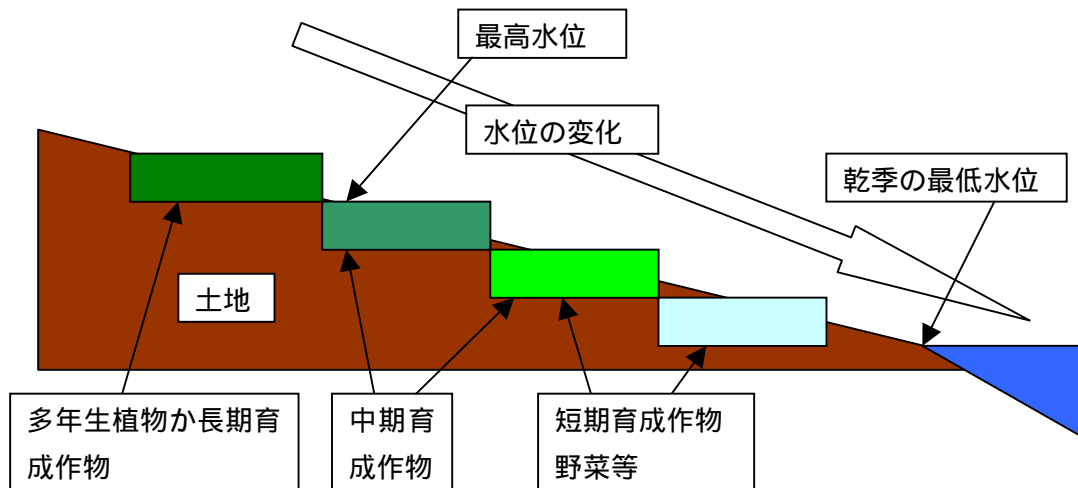 最高水位
水位の変化
乾季の最低水位
土地
多年生植物か長期育
成作物
中期育
成作物
短期育成作物
野菜等